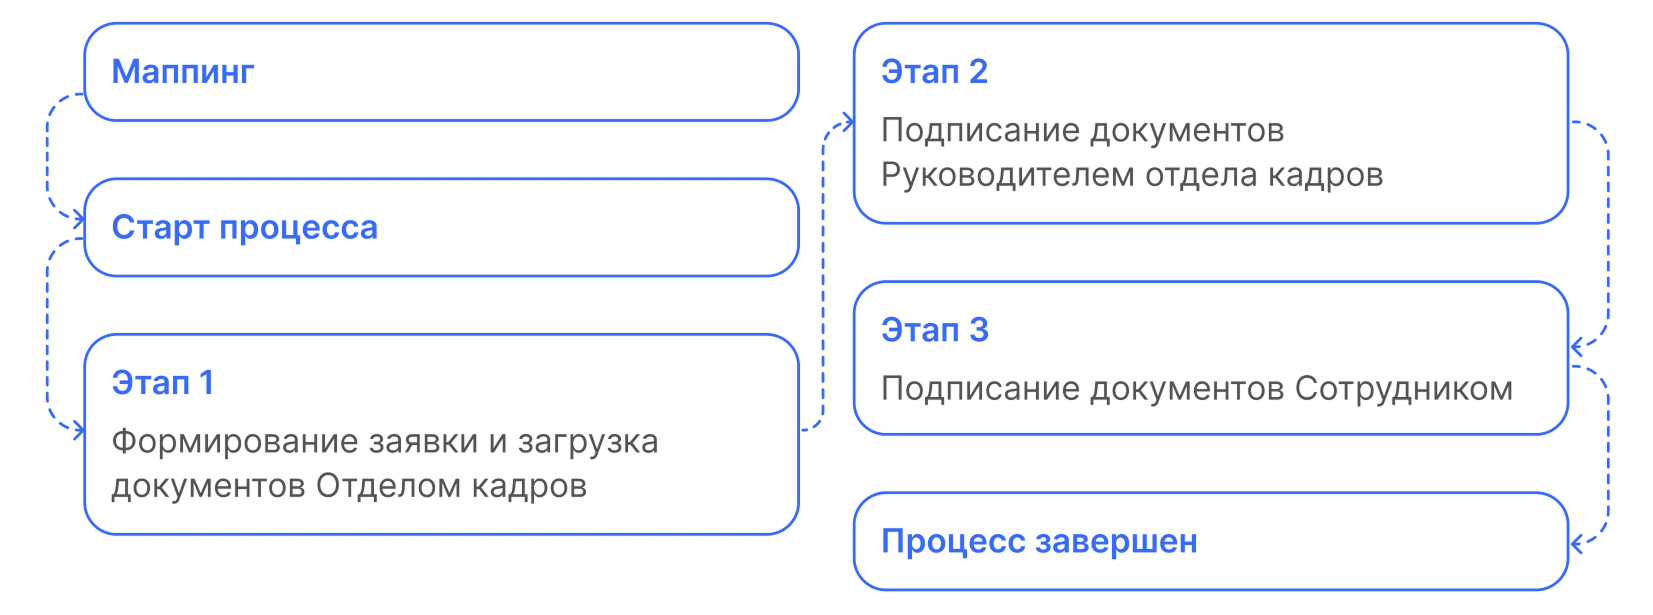 Маппинг
Старт процесса
Этап 1
Формирование заявки и загрузка
документов Отделом кадров
Этап 2
Подписание документов
Руководителем отдела кадров
Этап 3
Подписание документов Сотрудником
Процесс завершен